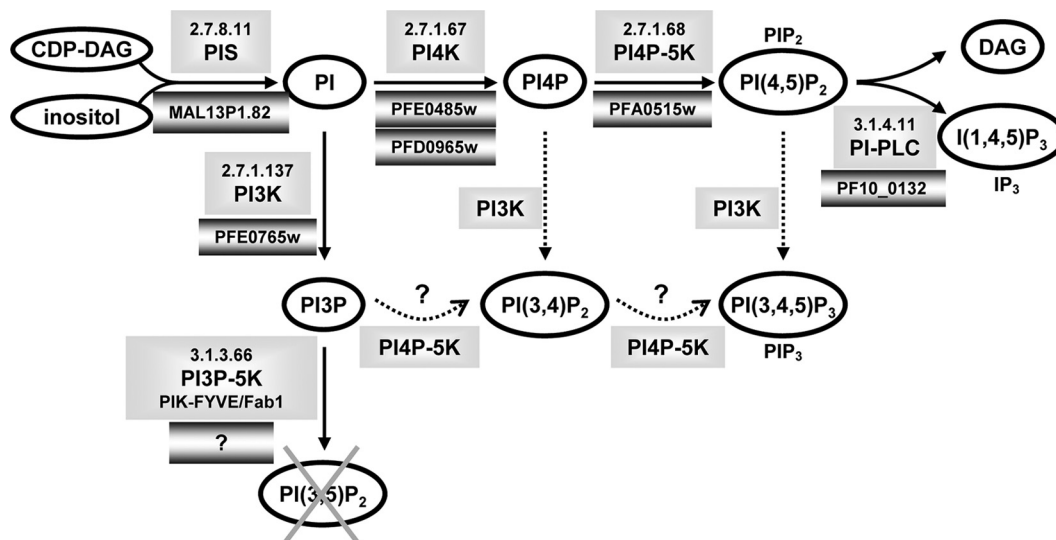 CDP-DAG
inositol
2.7.8.11
PIS
MAL13P1.82
PI
2.7.1.67
PI4K
PFE0485w
PFD0965w
PI4P
2.7.1.68
PI4P-5K
PFA0515w
PIP₂
PI(4,5)P₂
DAG
3.1.4.11
PI-PLC
PF10_0132
I(1,4,5)P₃
IP₃
2.7.1.137
PI3K
PFE0765w
PI3K
PI3K
PI3P
?
PI4P-5K
PI(3,4)P₂
?
PI4P-5K
PI(3,4,5)P₃
PIP₃
3.1.3.66
PI3P-5K
PIK-FYVE/Fab1
?
PI(3,5)P₂